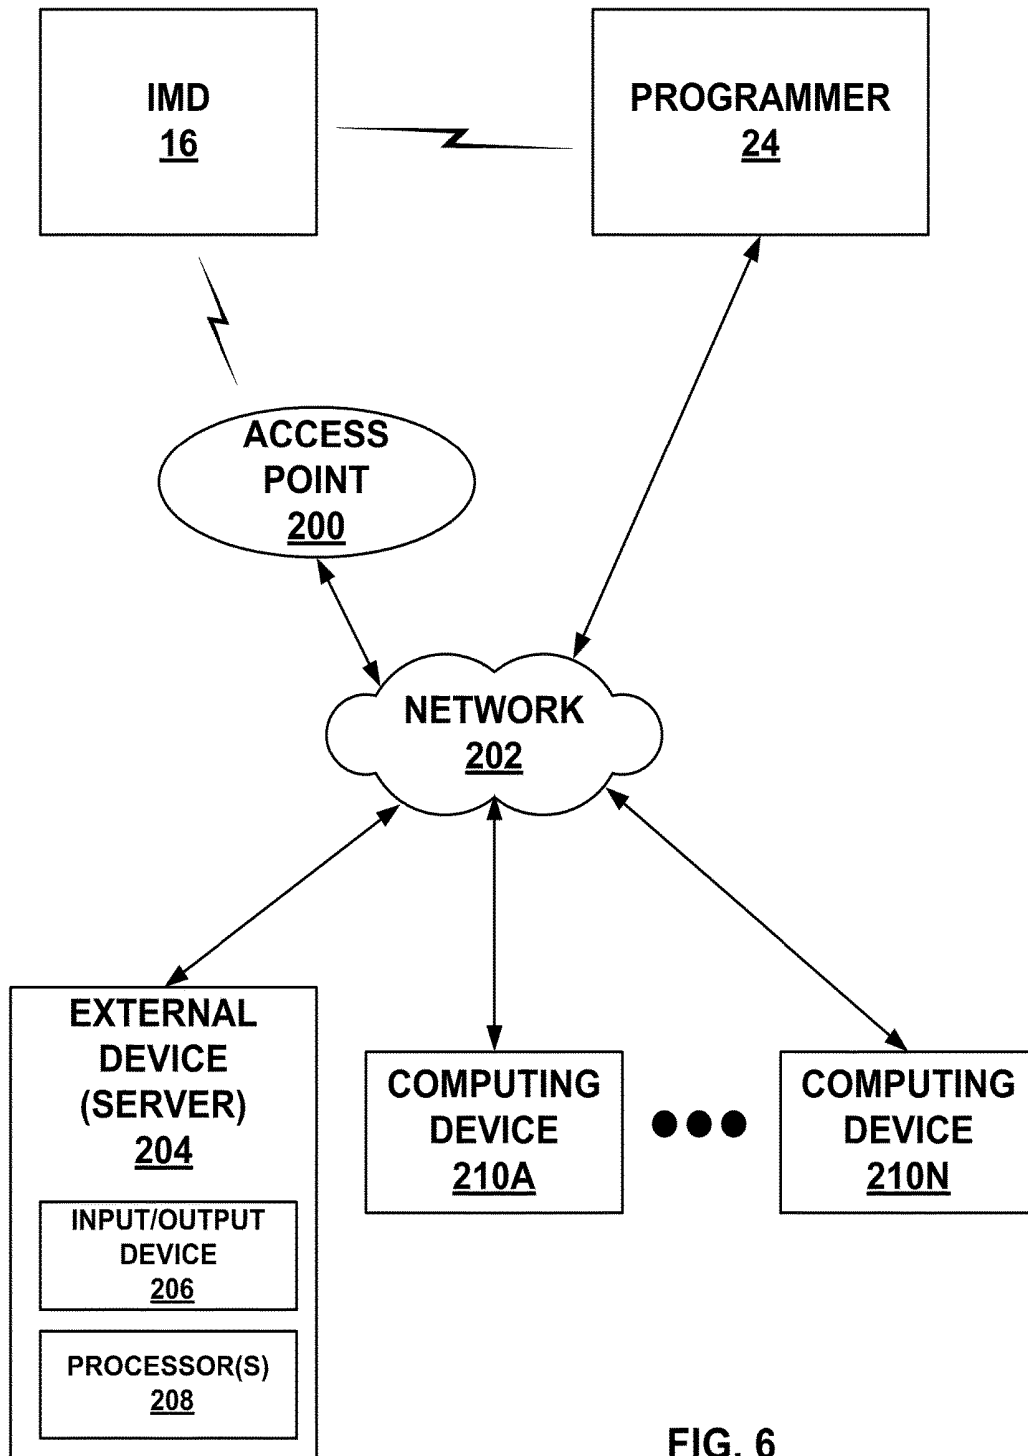 IMD
16
PROGRAMMER
24
ACCESS
POINT
200
NETWORK
202
EXTERNAL
DEVICE
(SERVER)
204
INPUT/OUTPUT
DEVICE
206
PROCESSOR(S)
208
COMPUTING
DEVICE
210A
COMPUTING
DEVICE
210N
FIG. 6